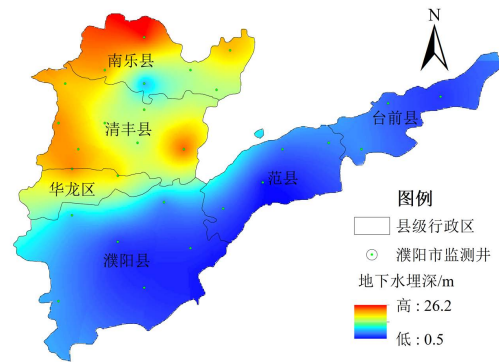 N
南乐县
清丰县
台前县
范县
华龙区
濮阳县
图例
县级行政区
濮阳市监测井
地下水埋深/m
高：26.2
低：0.5